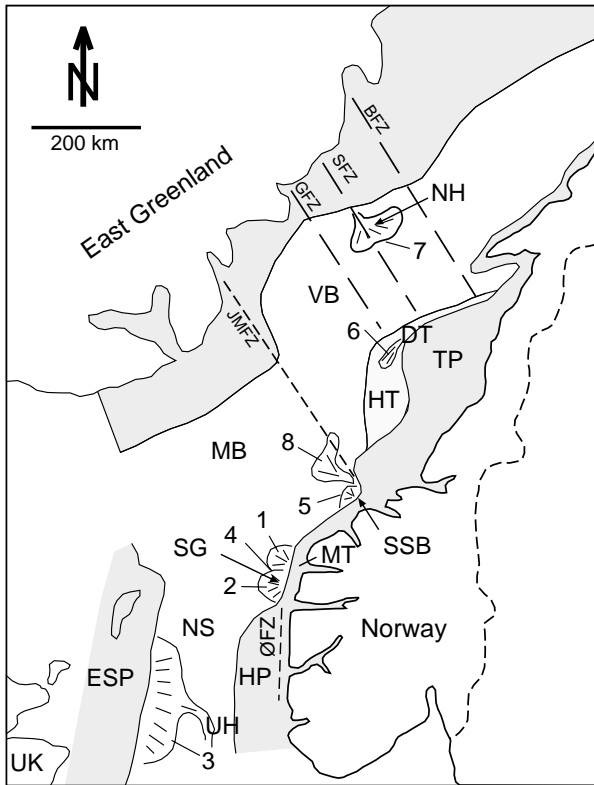 N
200 km
BFZ
SFZ
GFZ
East Greenland
NH
7
VB
JMFZ
6
DT
TP
HT
MB
8
5
1
4
SG
SSB
MT
2
NS
ØFZ
Norway
ESP
HP
UH
3
UK